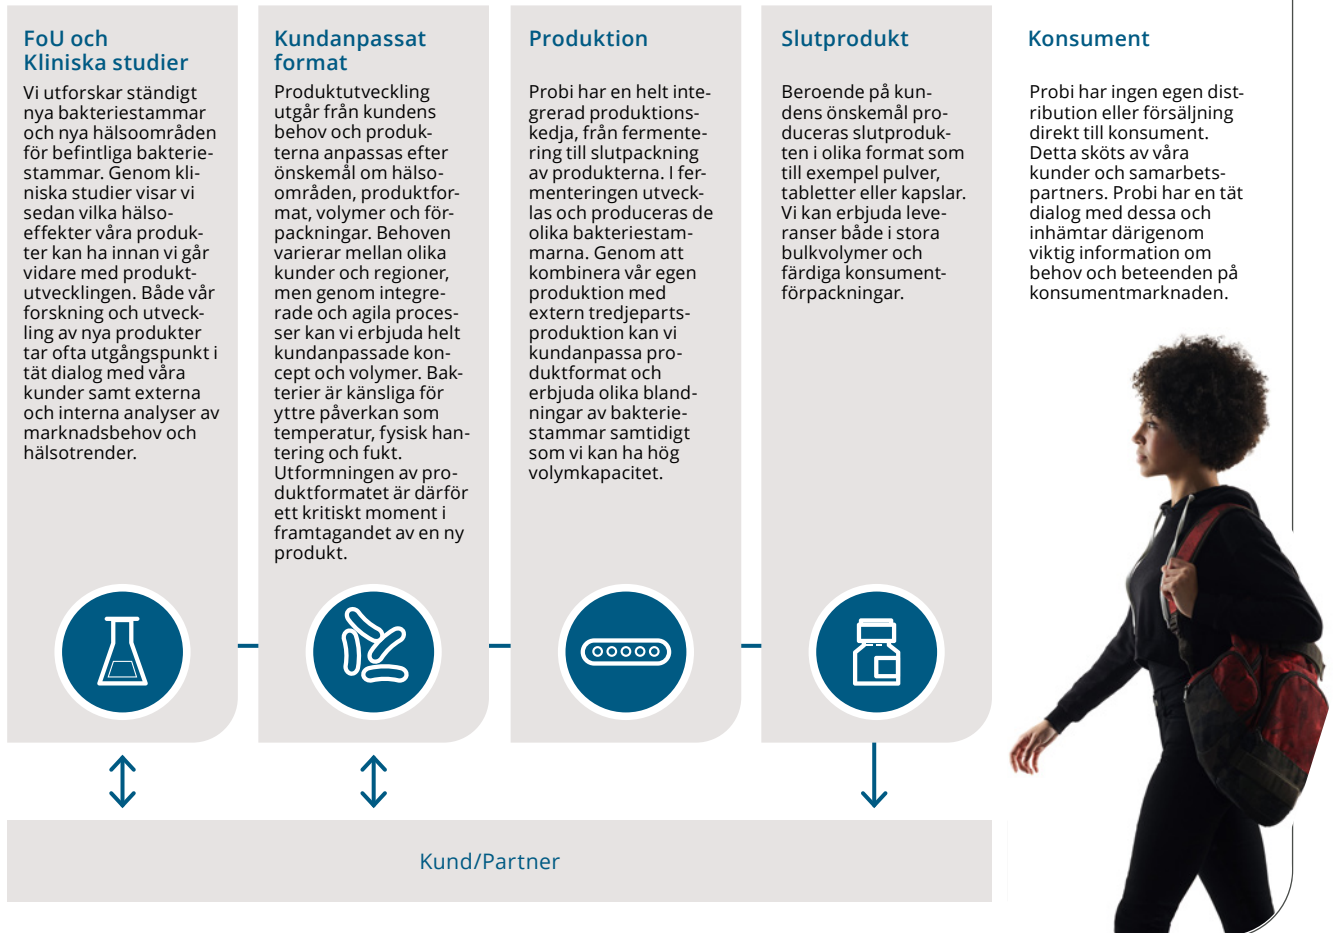 FoU och
Kliniska studier
Vi utforskar ständigt
nya bakteriestammar
och nya hälsoområden
för befintliga bakterie-
stammar. Genom kli-
niska studier visar vi
sedan vilka hälso-
effekter våra produk-
ter kan ha innan vi går
vidare med produkt-
utvecklingen. Både vår
forskning och utveck-
ling av nya produkter
tar ofta utgångspunkt i
tät dialog med våra
kunder samt externa
och interna analyser av
marknadsbehov och
hälsotrender.
Kundanpassat
format
Produktutveckling
utgår från kundens
behov och produk-
terna anpassas efter
önskemål om hälso-
områden, produktfor-
mat, volymer och för-
packningar. Behoven
varierar mellan olika
kunder och regioner,
men genom integre-
rade och agila proces-
ser kan vi erbjuda helt
kundanpassade kon-
cept och volymer. Bak-
terier är känsliga för
yttre påverkan som
temperatur, fysisk han-
tering och fukt.
Utformningen av pro-
duktformatet är därför
ett kritiskt moment i
framtagandet av en ny
produkt.
Produktion
Probi har en helt inte-
grerad produktions-
kedja, från fermente-
ring till slutpackning
av produkterna. I fer-
menteringen utveck-
las och produceras de
olika bakteriestam-
marna. Genom att
kombinera vår egen
produktion med
extern tredjeparts-
produktion kan vi
kundanpassa pro-
duktformat och
erbjuda olika bland-
ningar av bakterie-
stammar samtidigt
som vi kan ha hög
volymkapacitet.
Slutprodukt
Beroende på kun-
dens önskemål pro-
duceras slutproduk-
ten i olika format som
till exempel pulver,
tabletter eller kapslar.
Vi kan erbjuda leve-
ranser både i stora
bulkvolymer och
färdiga konsument-
förpackningar.
Konsument
Probi har ingen egen dist-
ribution eller försäljning
direkt till konsument.
Detta sköts av våra
kunder och samarbets-
partners. Probi har en tät
dialog med dessa och
inhämtar därigenom
viktig information om
behov och beteenden på
konsumentmarknaden.
Kund/Partner